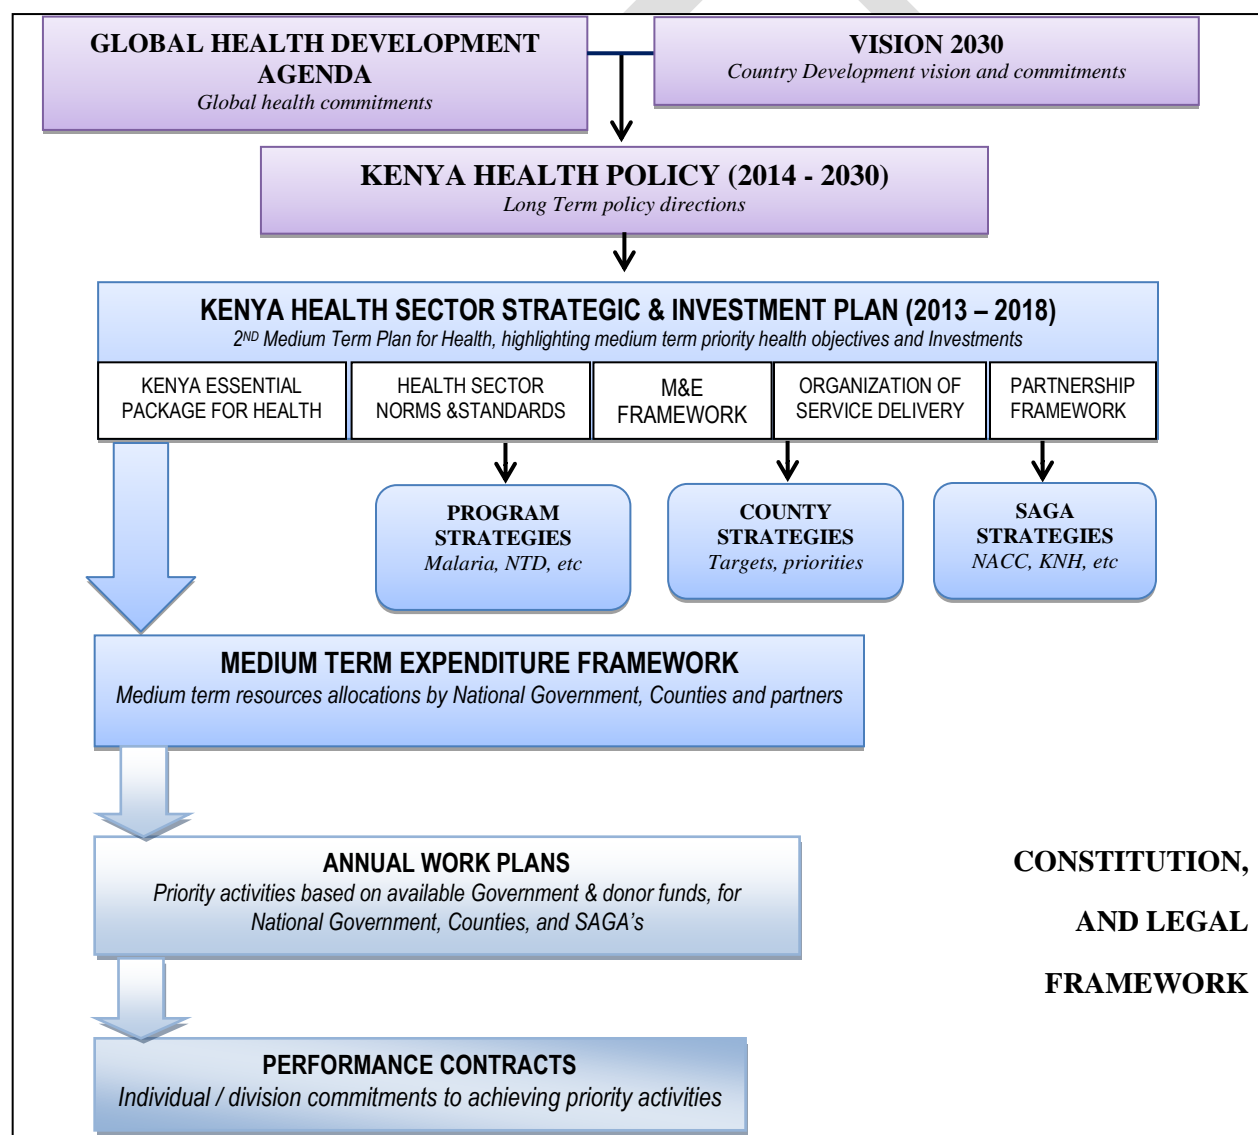 GLOBAL HEALTH DEVELOPMENT
AGENDA
Global health commitments
VISION 2030
Country Development vision and commitments
KENYA HEALTH POLICY (2014 - 2030)
Long Term policy directions
KENYA HEALTH SECTOR STRATEGIC & INVESTMENT PLAN (2013 – 2018)
2ND Medium Term Plan for Health, highlighting medium term priority health objectives and Investments
KENYA ESSENTIAL
PACKAGE FOR HEALTH
HEALTH SECTOR
NORMS &STANDARDS
M&E
FRAMEWORK
ORGANIZATION OF
SERVICE DELIVERY
PARTNERSHIP
FRAMEWORK
PROGRAM
STRATEGIES
Malaria, NTD, etc
COUNTY
STRATEGIES
Targets, priorities
SAGA
STRATEGIES
NACC, KNH, etc
MEDIUM TERM EXPENDITURE FRAMEWORK
Medium term resources allocations by National Government, Counties and partners
ANNUAL WORK PLANS
Priority activities based on available Government & donor funds, for
National Government, Counties, and SAGA's
CONSTITUTION,
AND LEGAL
FRAMEWORK
PERFORMANCE CONTRACTS
Individual / division commitments to achieving priority activities